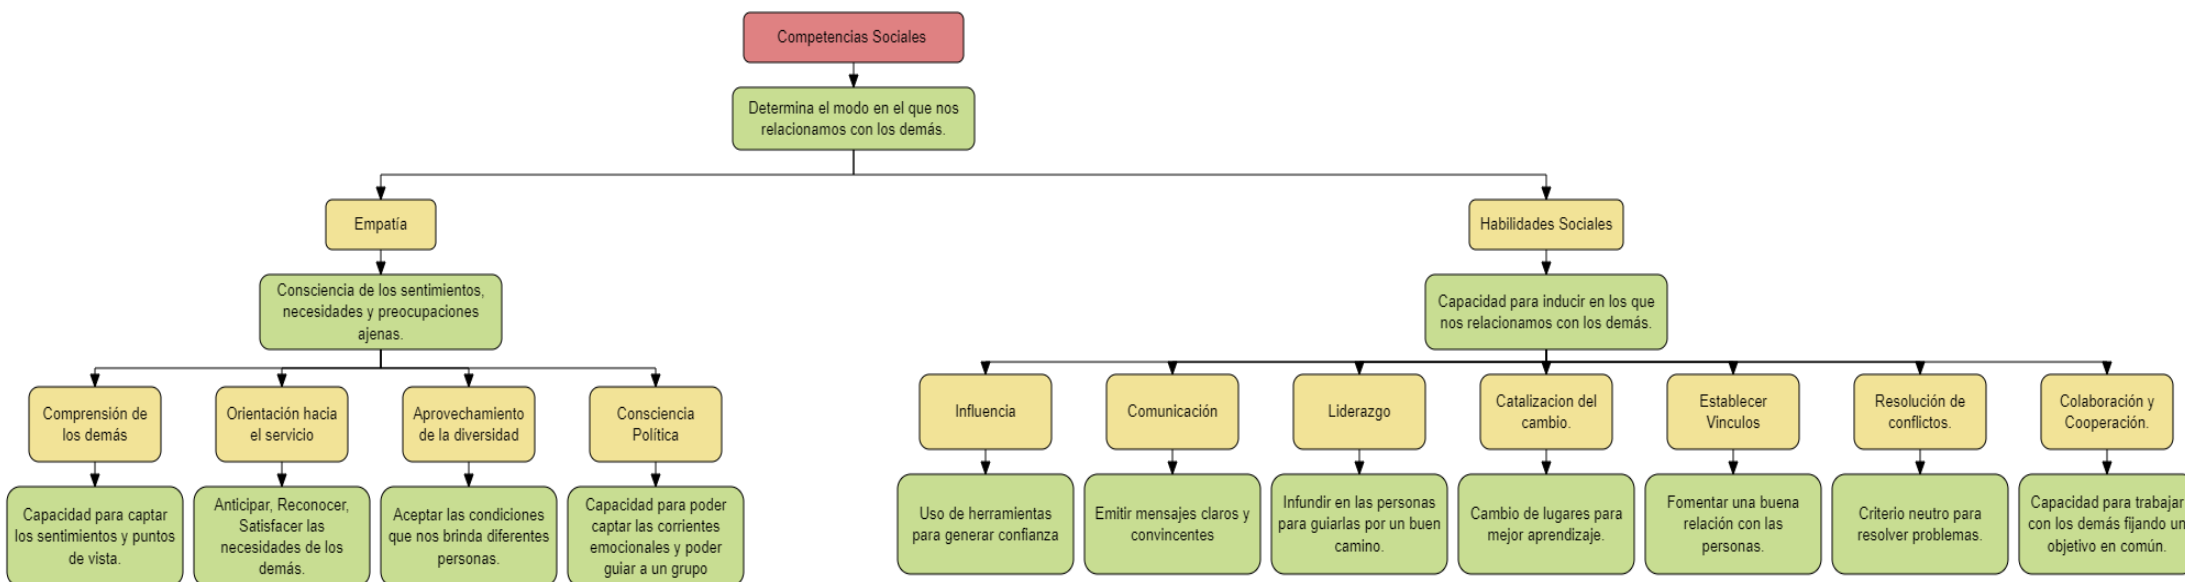 Competencias Sociales
Determina el modo en el que nos
relacionamos con los demás.
Empatía
Habilidades Sociales
Consciencia de los sentimientos,
necesidades y preocupaciones
ajenas.
Capacidad para inducir en los que
nos relacionamos con los demás.
Comprensión de
los demás
Orientación hacia
el servicio
Aprovechamiento
de la diversidad
Consciencia
Política
Influencia
Comunicación
Liderazgo
Catalizacion del
cambio.
Establecer
Vinculos
Resolución de
conflictos.
Colaboración y
Cooperación.
Capacidad para captar
los sentimientos y puntos
de vista.
Anticipar, Reconocer,
Satisfacer las
necesidades de los
demás.
Aceptar las condiciones
que nos brinda diferentes
personas.
Capacidad para poder
captar las corrientes
emocionales y poder
guiar a un grupo
Uso de herramientas
para generar confianza
Emitir mensajes claros y
convincentes
Infundir en las personas
para guiarlas por un buen
camino.
Cambio de lugares para
mejor aprendizaje.
Fomentar una buena
relación con las
personas.
Criterio neutro para
resolver problemas.
Capacidad para trabajar
con los demás fijando un
objetivo en común.